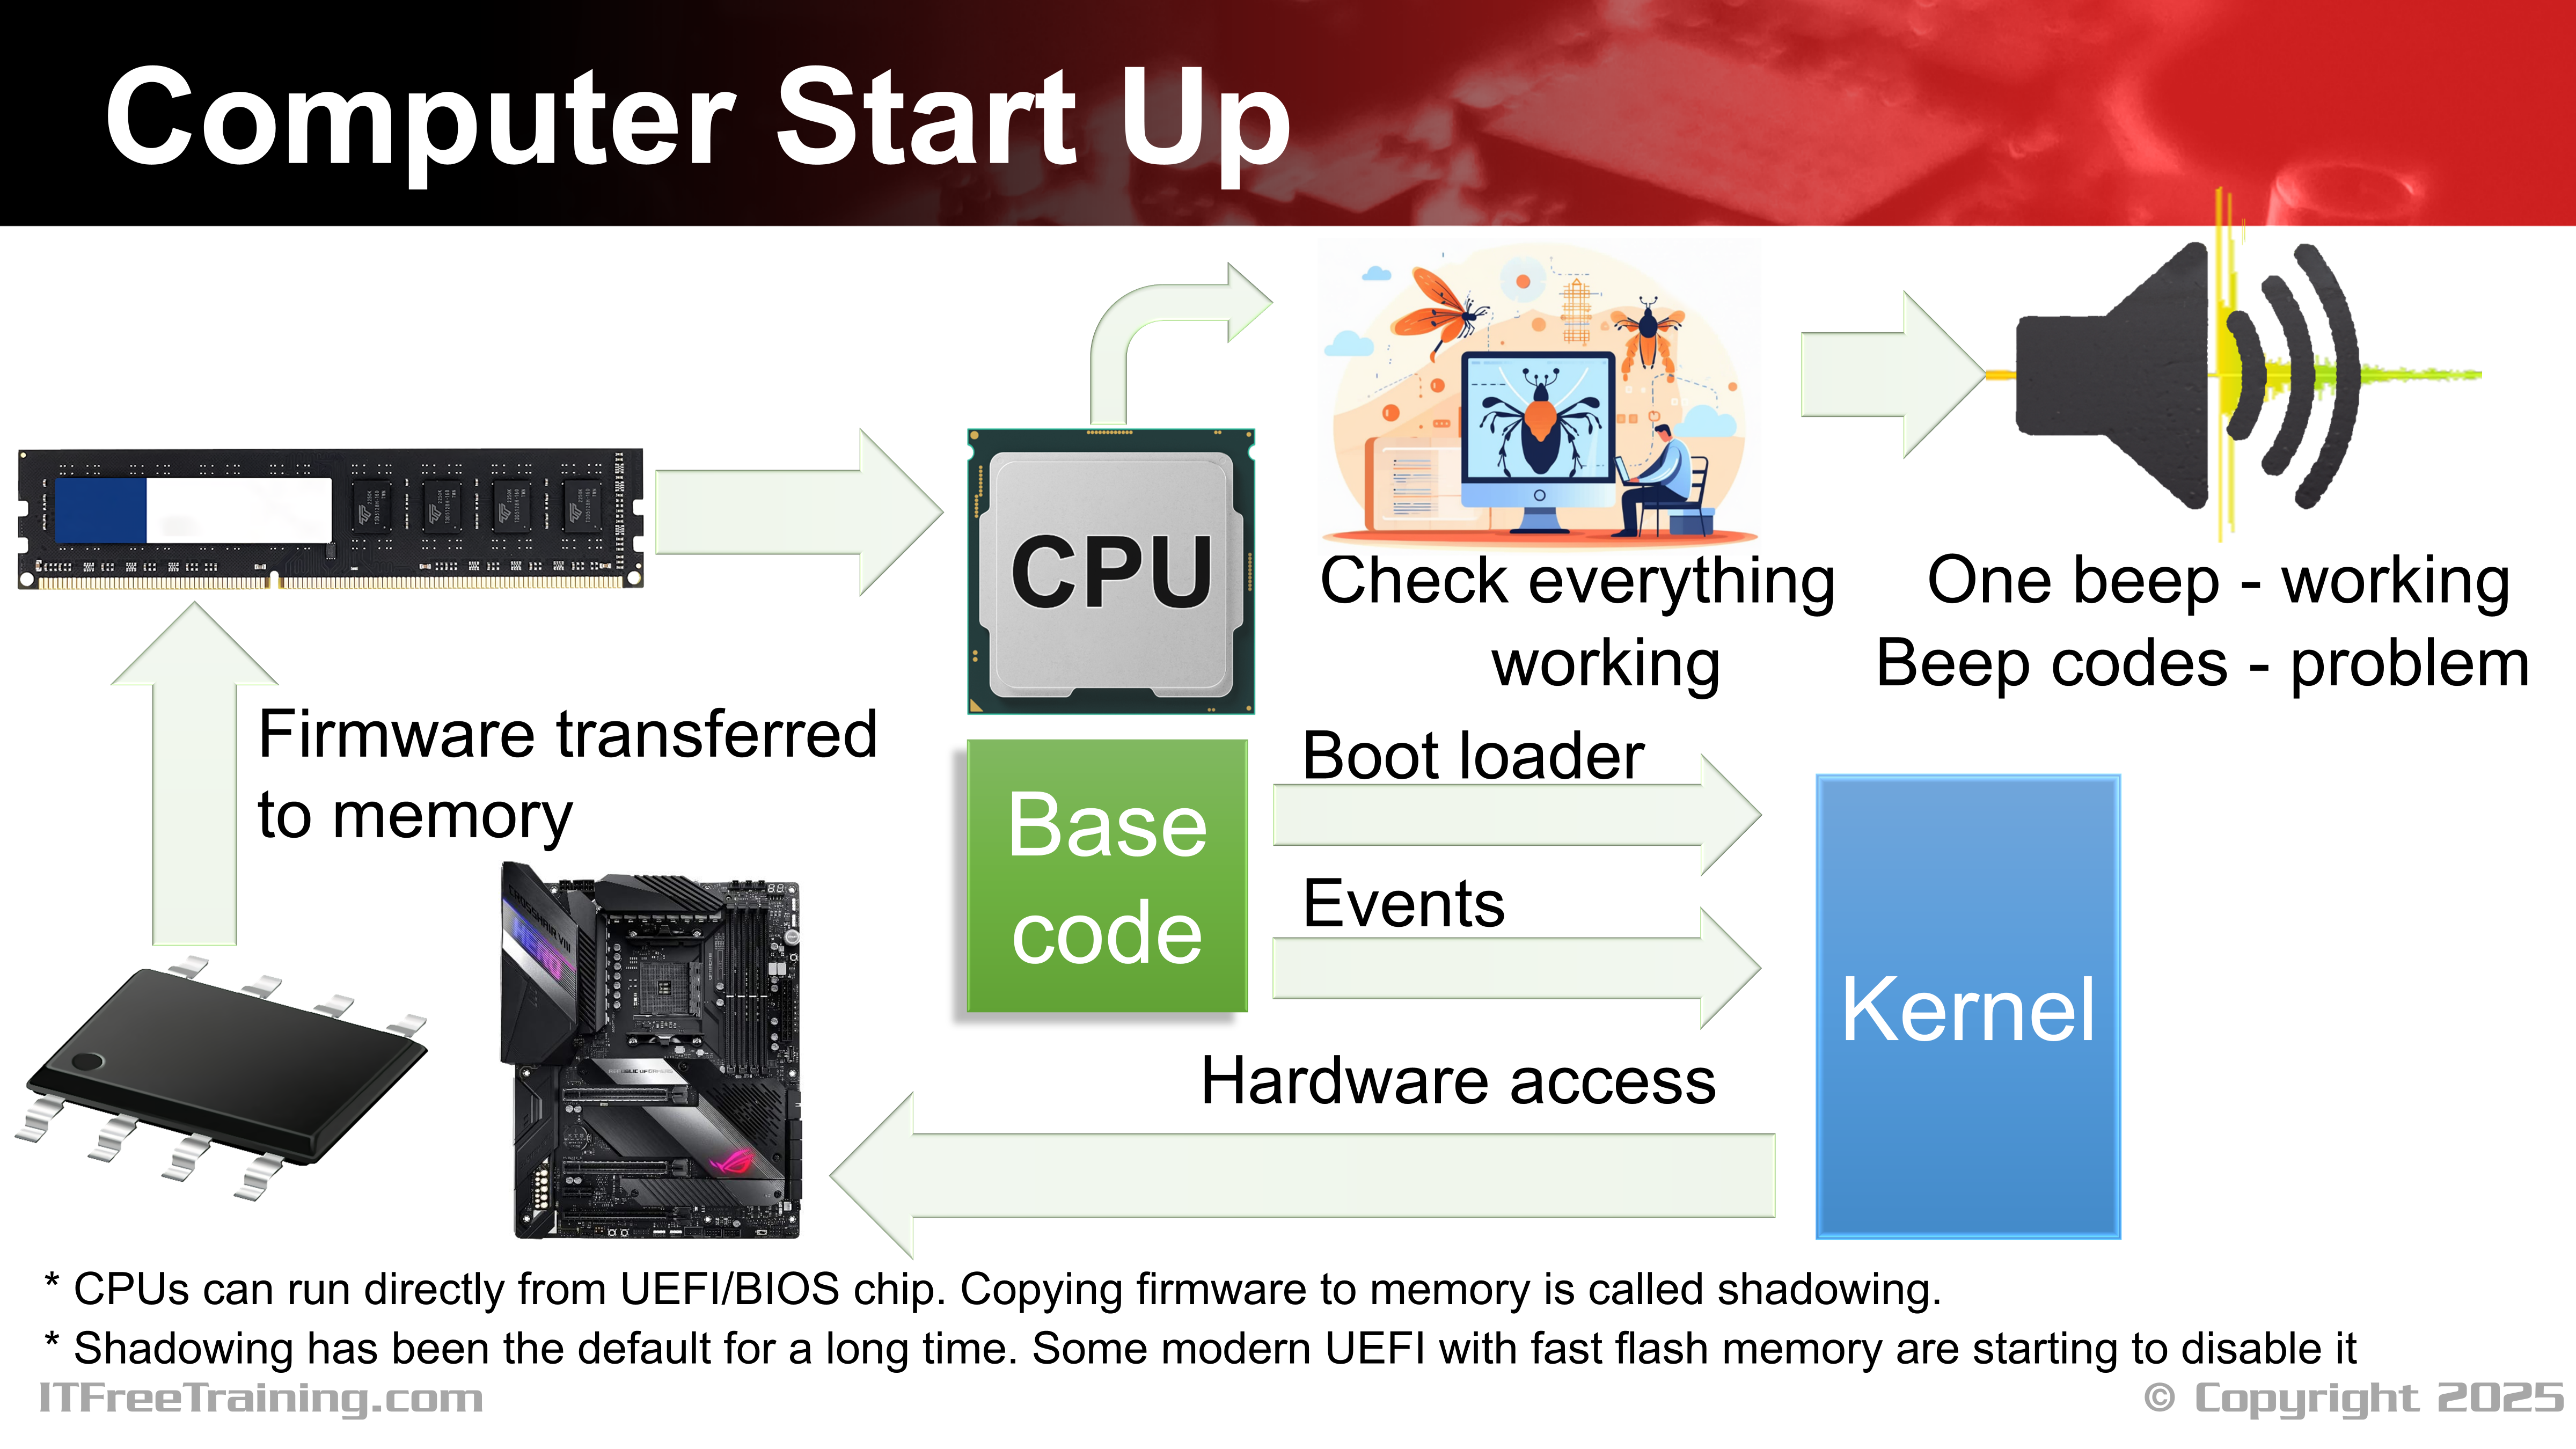 Computer Start Up
CPU
Check everything
working
One beep - working
Beep codes - problem
Firmware transferred
to memory
Base
code
Boot loader
Events
Kernel
Hardware access
CROSSHAIR VIII
HERO
* CPUs can run directly from UEFI/BIOS chip. Copying firmware to memory is called shadowing.
* Shadowing has been the default for a long time. Some modern UEFI with fast flash memory are starting to disable it
ITFreeTraining.com
© Copyright 2025